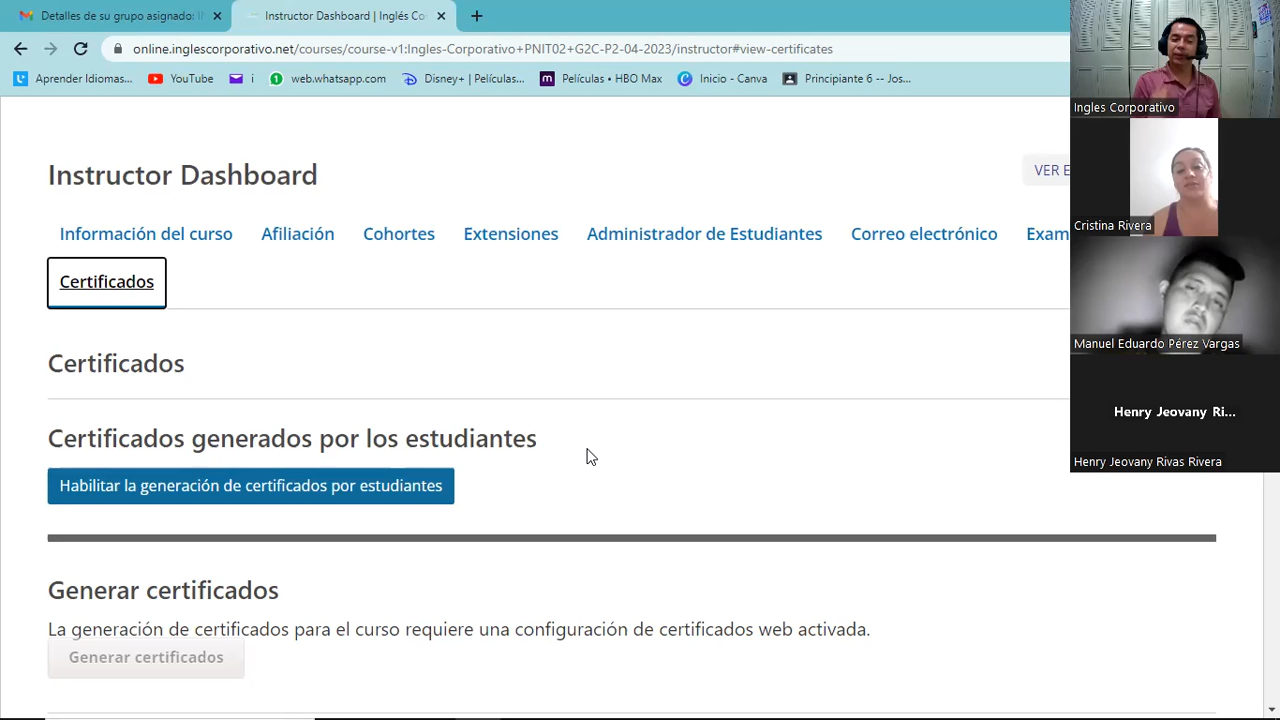 Detalles de su grupo asignado: I
Instructor Dashboard | Inglés Co
online.inglescorporativo.net/courses/course-v1:Ingles-Corporativo+PNIT02+G2C-P2-04-2023/instructor#view-certificates
Aprender Idiomas...
YouTube
i
web.whatsapp.com
Disney+ | Películas...
Películas • HBO Max
Inicio - Canva
Principiante 6 -- Jos...
Ingles Corporativo
Instructor Dashboard
VER E
Información del curso
Afiliación
Cohortes
Extensiones
Administrador de Estudiantes
Correo electrónico
Exam
Cristina Rivera
Certificados
Manuel Eduardo Pérez Vargas
Certificados
Henry Jeovany Ri...
Certificados generados por los estudiantes
Henry Jeovany Rivas Rivera
Habilitar la generación de certificados por estudiantes
Generar certificados
La generación de certificados para el curso requiere una configuración de certificados web activada.
Generar certificados